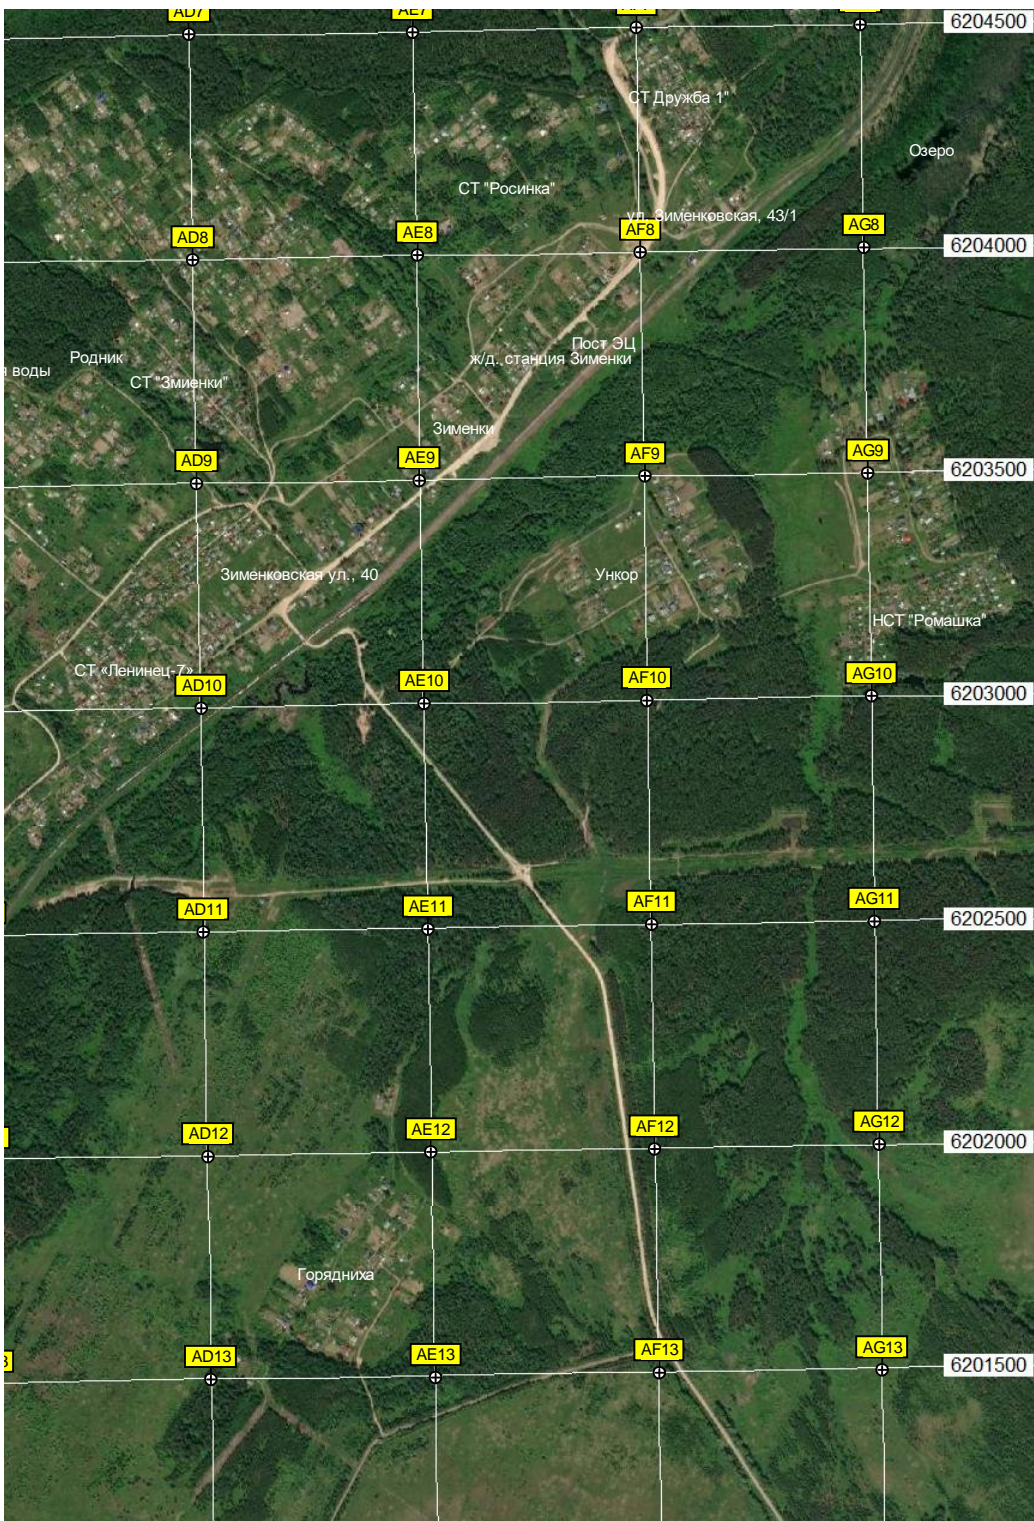 AD7
AE7
6204500
СТ Дружба 1"
Озеро
СТ "Росинка"
ул. Зименковская, 43/1
AD8
AE8
AF8
AG8
6204000
Пост ЭЦ
ж/д. станция Зименки
Родник
я воды
СТ "Змиенки"
Зименки
AD9
AE9
AF9
AG9
6203500
Зименковская ул., 40
Ункор
НСТ "Ромашка"
СТ «Ленинец-7»
AD10
AE10
AF10
AG10
6203000
AD11
AE11
AF11
AG11
6202500
AD12
AE12
AF12
AG12
6202000
Горядниха
AD13
AE13
AF13
AG13
6201500